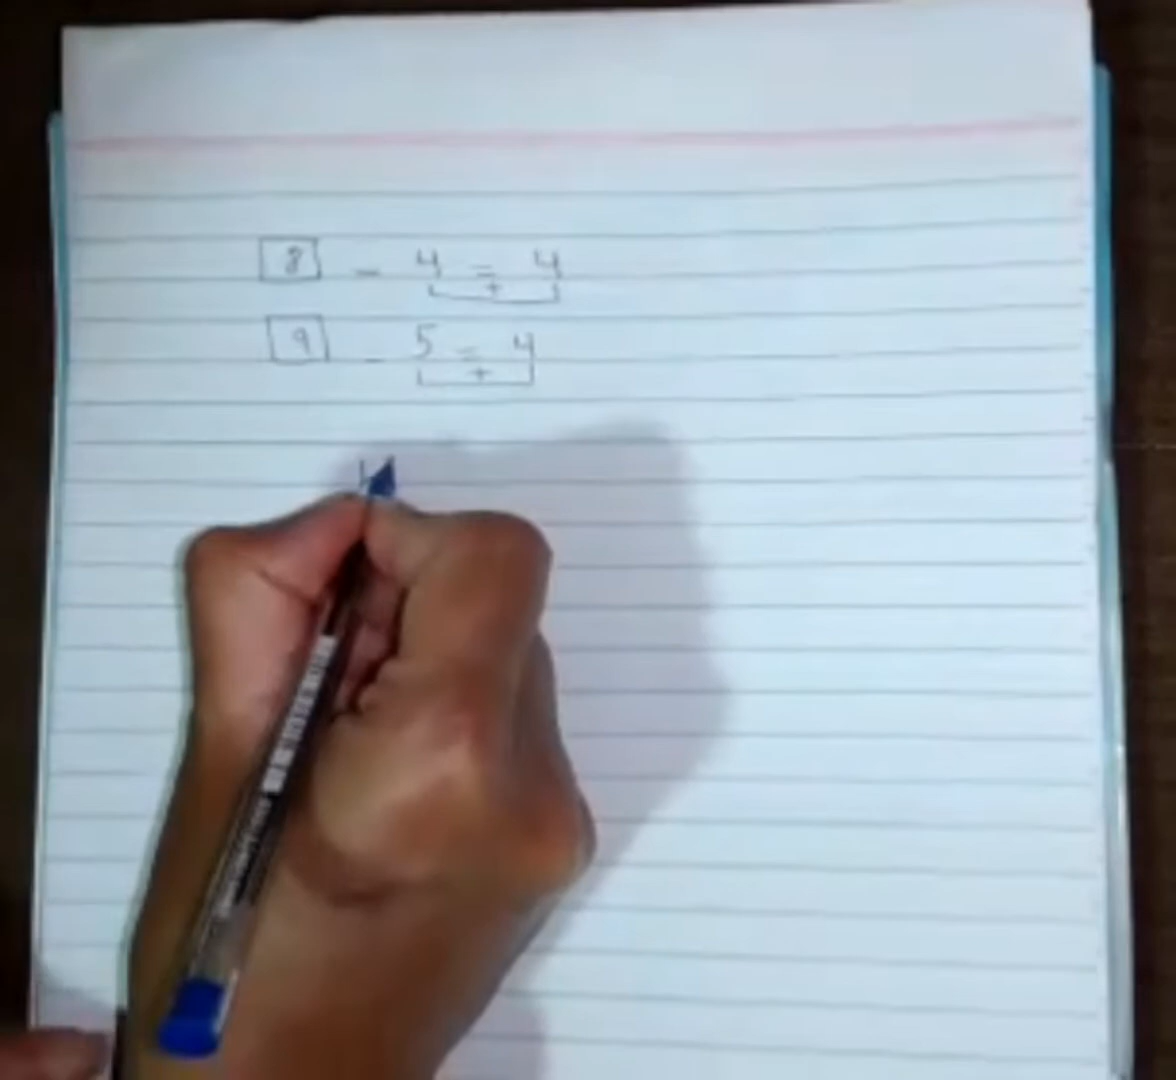 8 - 4 = 4
+
9 - 5 = 4
+